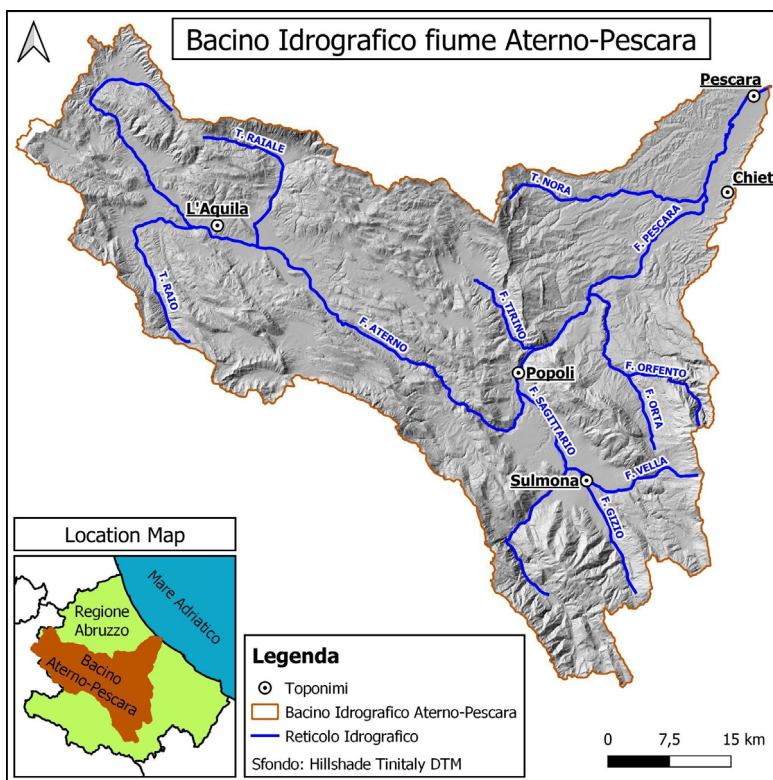 Bacino Idrografico fiume Aterno-Pescara
Pescara
T. RAIALE
T. NORA
Chiet
L'Aquila
F. PESCARA
T. RAIO
F. TIRINO
F. ATERNO
Popoli
F. ORFENTO
F. SAGITTARIO
F. ORTA
Sulmona
F. VELLA
F. GIZIO
Location Map
Mare Adriatico
Regione
Abruzzo
Bacino
Aterno-Pescara
Legenda
Toponimi
Bacino Idrografico Aterno-Pescara
Reticolo Idrografico
Sfondo: Hillshade Tinitaly DTM
0 7,5 15 km